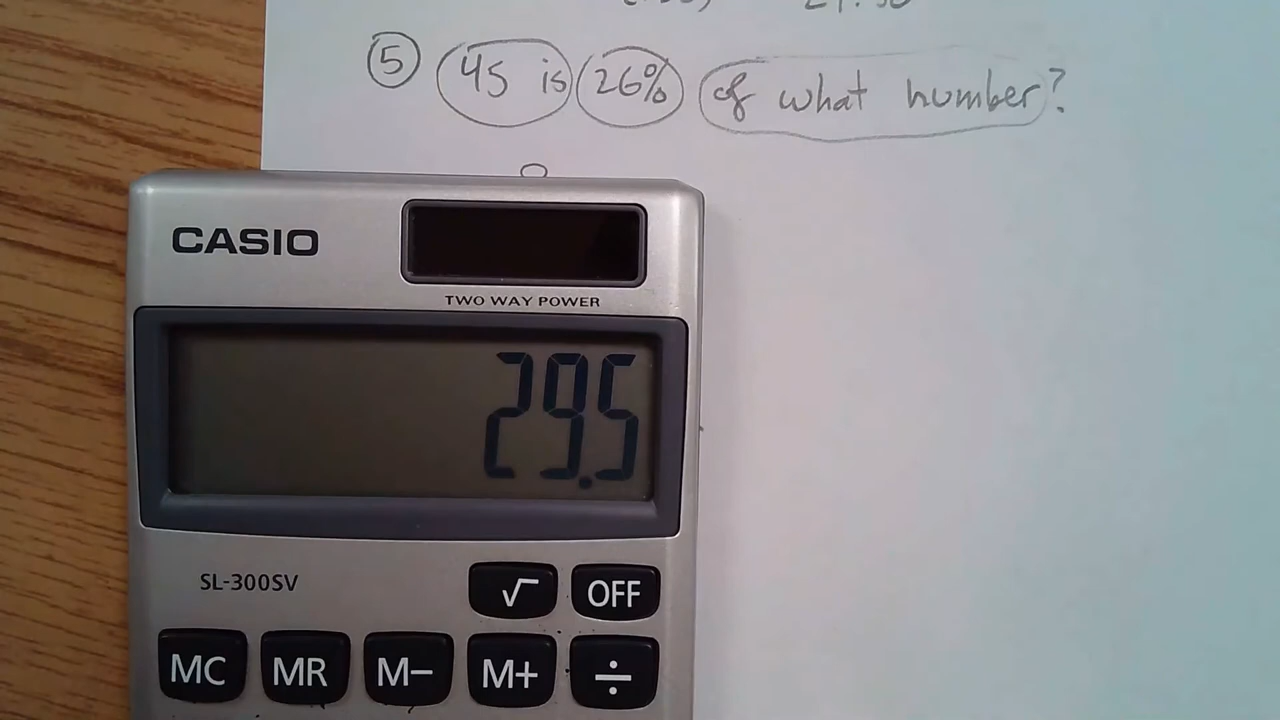 ⑤ 45 is 26% of what number?
CASIO
TWO WAY POWER
29.5
SL-300SV
√ OFF
MC MR M− M+ ÷